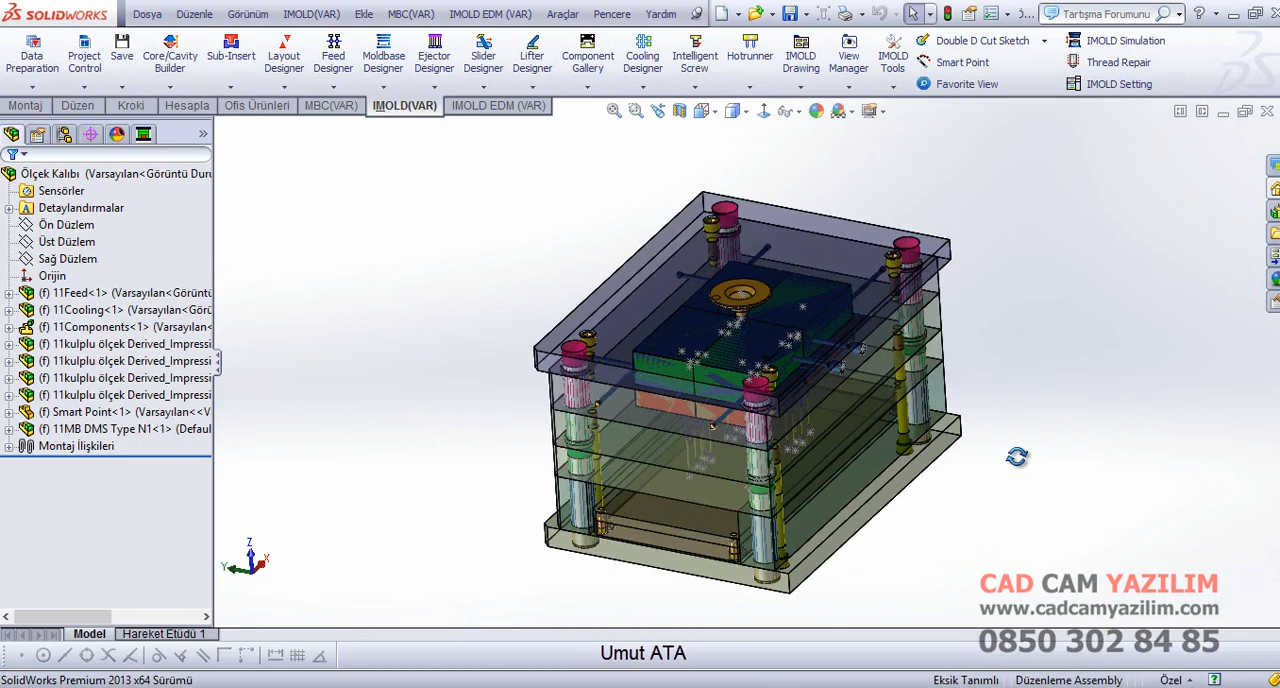 SOLIDWORKS
Dosya Düzenle Görünüm IMOLD(VAR) Ekle MBC(VAR) IMOLD EDM (VAR) Araçlar Pencere Yardım
Tartışma Forumunu
Data Preparation
Project Control
Save
Core/Cavity Builder
Sub-Insert
Layout Designer
Feed Designer
Moldbase Designer
Ejector Designer
Slider Designer
Lifter Designer
Component Gallery
Cooling Designer
Intelligent Screw
Hotrunner
IMOLD Drawing
View Manager
IMOLD Tools
Double D Cut Sketch
Smart Point
Favorite View
IMOLD Simulation
Thread Repair
IMOLD Setting
Montaj Düzen Kroki Hesapla Ofis Ürünleri MBC(VAR) IMOLD(VAR) IMOLD EDM (VAR)
Ölçek Kalıbı (Varsayılan<Görüntü Duru
Sensörler
Detaylandırmalar
Ön Düzlem
Üst Düzlem
Sağ Düzlem
Orijin
(f) 11Feed<1> (Varsayılan<Görüntü
(f) 11Cooling<1> (Varsayılan<Görü
(f) 11Components<1> (Varsayılan<
(f) 11kulplu ölçek Derived_Impressi
(f) 11kulplu ölçek Derived_Impressi
(f) 11kulplu ölçek Derived_Impressi
(f) 11kulplu ölçek Derived_Impressi
(f) Smart Point<1> (Varsayılan<<V
(f) 11MB DMS Type N1<1> (Default
Montaj İlişkileri
Z
Y
X
CAD CAM YAZILIM
www.cadcamyazilim.com
0850 302 84 85
Model Hareket Etüdü 1
Umut ATA
SolidWorks Premium 2013 x64 Sürümü
Eksik Tanımlı Düzenleme Assembly Özel